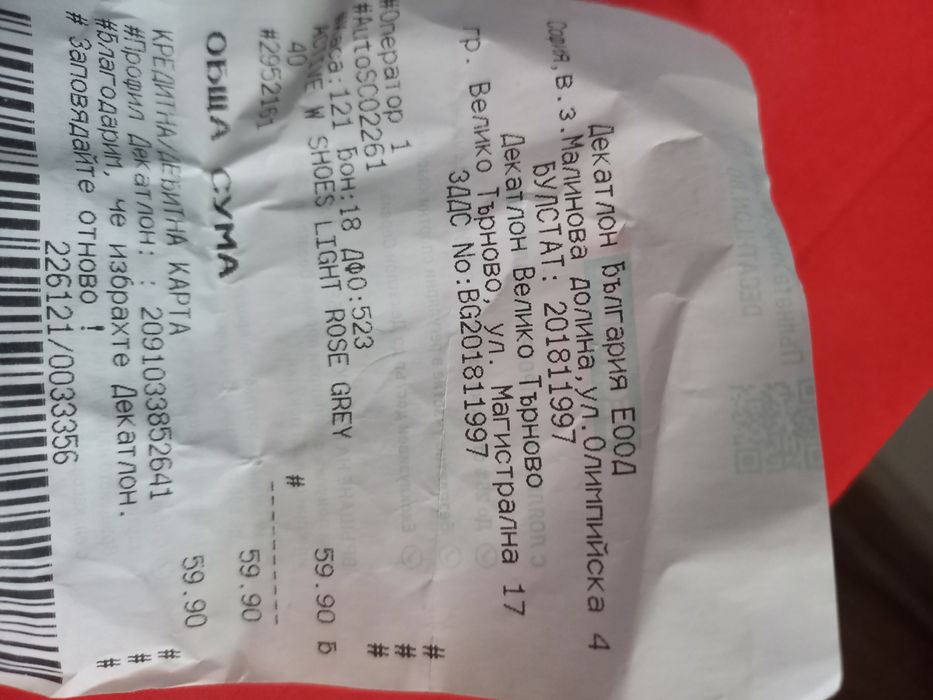 Декатлон България ЕООД
София, В.З.Малинова долина,ул.Олимпийска 4
БУЛСТАТ: 201811997
Декатлон Велико Търново
гр. Велико Търново, ул. Магистрална 17
ЗДДС No:BG201811997
#Оператор 1 #
#AutoSCO2261 #
#Каса:121 Бон:18 ДФО:523 #
ACTIVE W SHOES LIGHT ROSE GREY 59.90 Б
40
#2952161 #
---------
ОБЩА СУМА 59.90
КРЕДИТНА/ДЕБИТНА КАРТА 59.90
#Профил Декатлон: : 2091033852641 #
#Благодарим, че избрахте Декатлон. #
# Заповядайте отново ! #
226121/0033356